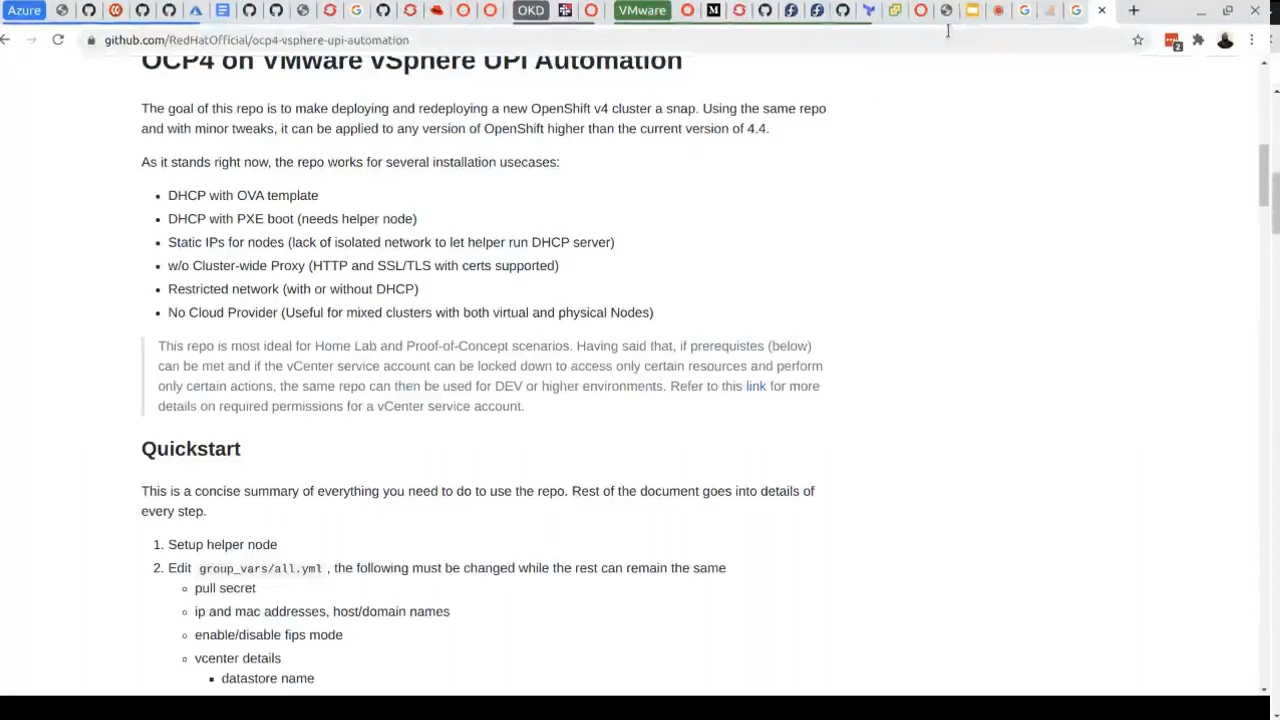 Azure
OKD
VMware
github.com/RedHatOfficial/ocp4-vsphere-upi-automation
2
OCP4 on VMware vSphere UPI Automation
The goal of this repo is to make deploying and redeploying a new OpenShift v4 cluster a snap. Using the same repo
and with minor tweaks, it can be applied to any version of OpenShift higher than the current version of 4.4.
As it stands right now, the repo works for several installation usecases:
• DHCP with OVA template
• DHCP with PXE boot (needs helper node)
• Static IPs for nodes (lack of isolated network to let helper run DHCP server)
• w/o Cluster-wide Proxy (HTTP and SSL/TLS with certs supported)
• Restricted network (with or without DHCP)
• No Cloud Provider (Useful for mixed clusters with both virtual and physical Nodes)
This repo is most ideal for Home Lab and Proof-of-Concept scenarios. Having said that, if prerequistes (below)
can be met and if the vCenter service account can be locked down to access only certain resources and perform
only certain actions, the same repo can then be used for DEV or higher environments. Refer to this link for more
details on required permissions for a vCenter service account.
Quickstart
This is a concise summary of everything you need to do to use the repo. Rest of the document goes into details of
every step.
1. Setup helper node
2. Edit group_vars/all.yml , the following must be changed while the rest can remain the same
◦ pull secret
◦ ip and mac addresses, host/domain names
◦ enable/disable fips mode
◦ vcenter details
▪ datastore name